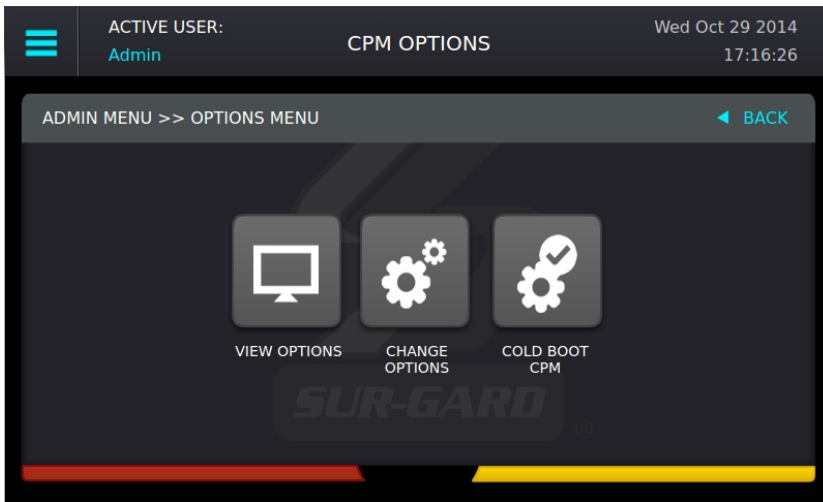 ACTIVE USER:
Admin
CPM OPTIONS
Wed Oct 29 2014
17:16:26
ADMIN MENU >> OPTIONS MENU
BACK
VIEW OPTIONS
CHANGE
OPTIONS
COLD BOOT
CPM
SUR-GARD
®